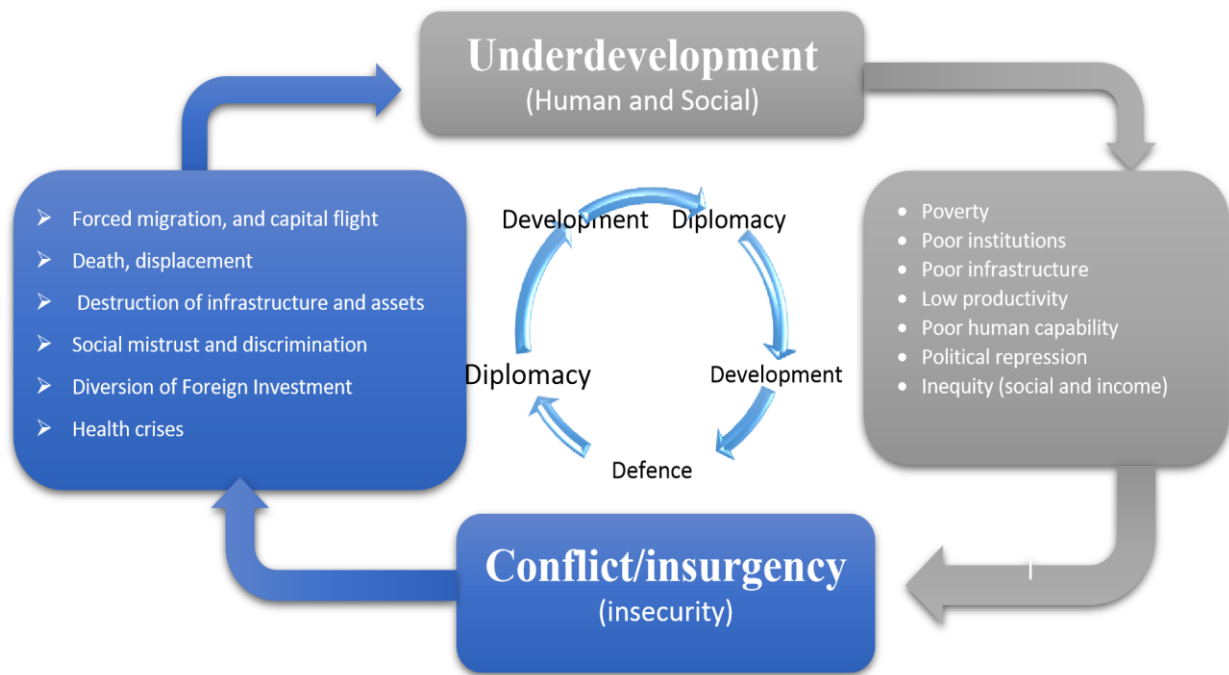 Underdevelopment
(Human and Social)
Forced migration, and capital flight
Death, displacement
Destruction of infrastructure and assets
Social mistrust and discrimination
Diversion of Foreign Investment
Health crises
Development
Diplomacy
Diplomacy
Development
Defence
Poverty
Poor institutions
Poor infrastructure
Low productivity
Poor human capability
Political repression
Inequity (social and income)
Conflict/insurgency
(insecurity)